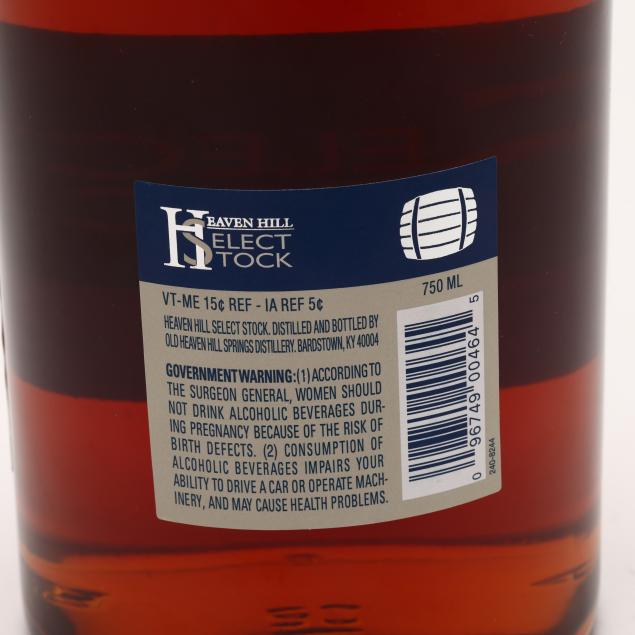 HEAVEN HILL
SELECT
STOCK
750 ML
VT-ME 15¢ REF - IA REF 5¢
HEAVEN HILL SELECT STOCK. DISTILLED AND BOTTLED BY
OLD HEAVEN HILL SPRINGS DISTILLERY. BARDSTOWN, KY 40004
GOVERNMENT WARNING: (1) ACCORDING TO
THE SURGEON GENERAL, WOMEN SHOULD
NOT DRINK ALCOHOLIC BEVERAGES DUR-
ING PREGNANCY BECAUSE OF THE RISK OF
BIRTH DEFECTS. (2) CONSUMPTION OF
ALCOHOLIC BEVERAGES IMPAIRS YOUR
ABILITY TO DRIVE A CAR OR OPERATE MACH-
INERY, AND MAY CAUSE HEALTH PROBLEMS.
0 96749 00464 5
240-8244